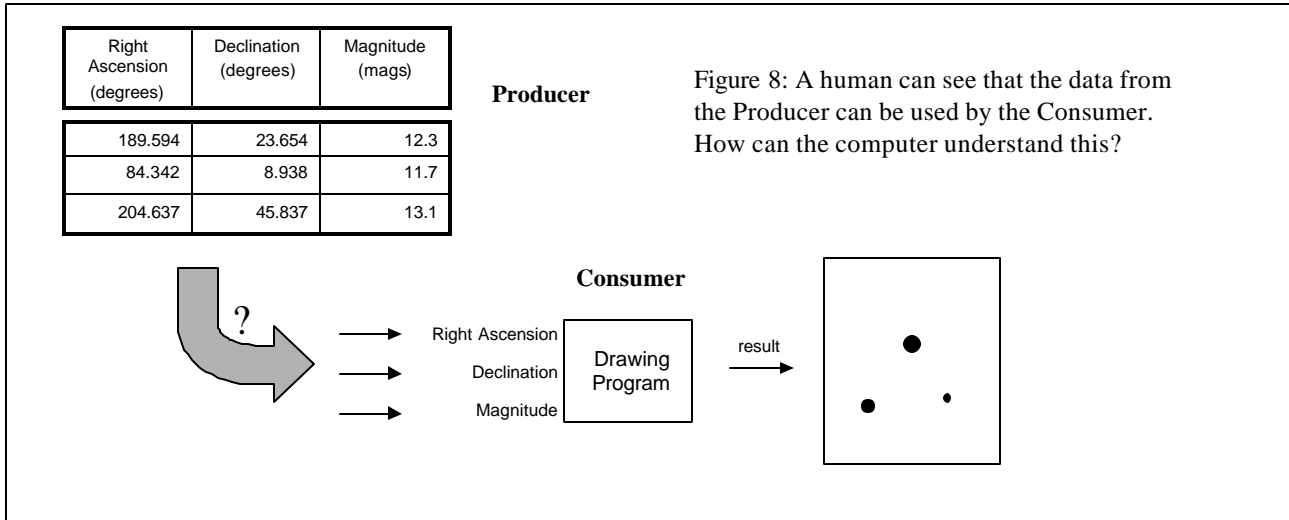 Right
Ascension
(degrees)
Declination
(degrees)
Magnitude
(mags)
189.594 23.654 12.3
84.342 8.938 11.7
204.637 45.837 13.1
Producer
Figure 8: A human can see that the data from
the Producer can be used by the Consumer.
How can the computer understand this?
?
Consumer
Right Ascension
Declination
Magnitude
Drawing
Program
result